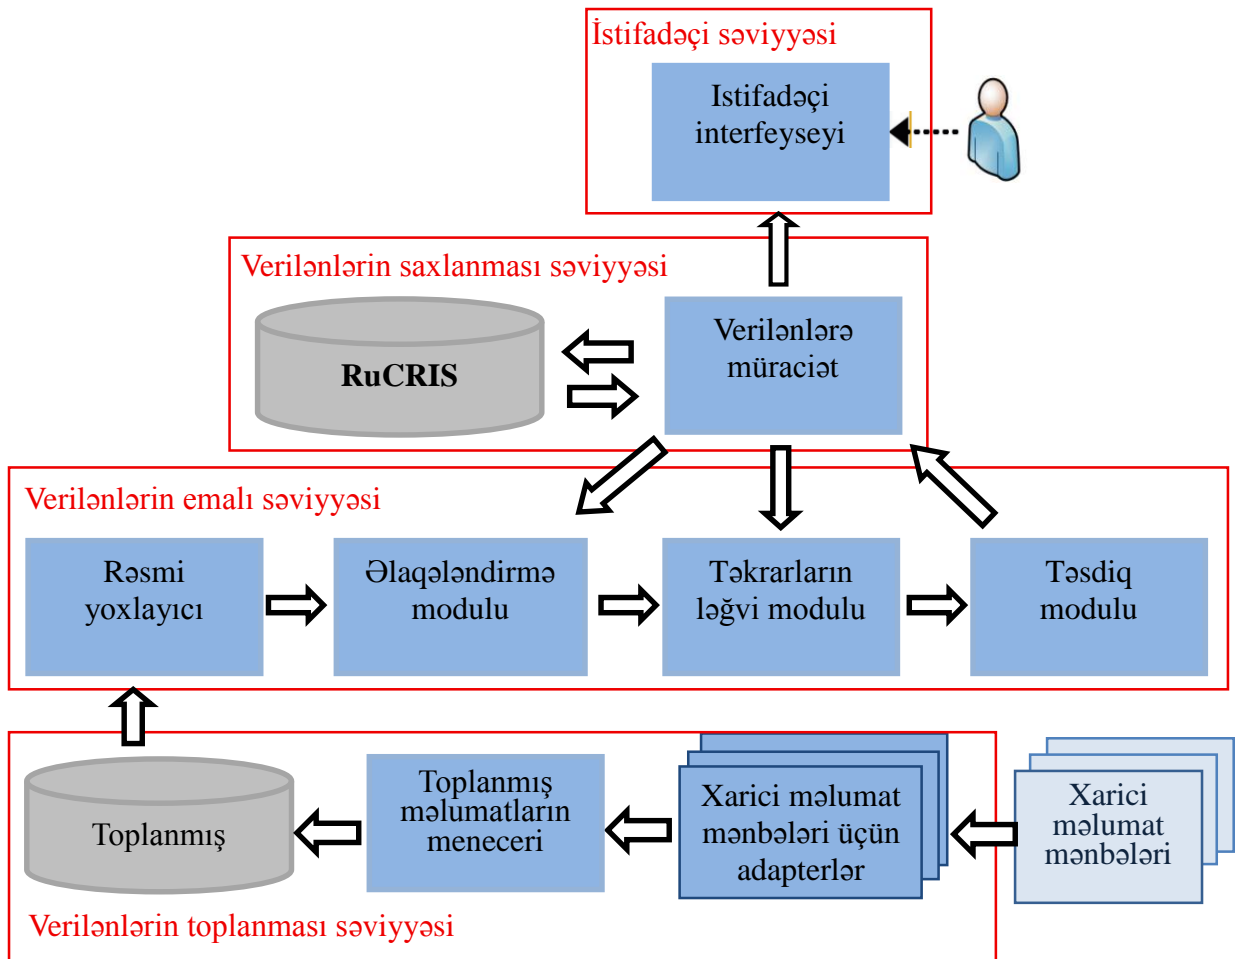 İstifadəçi səviyyəsi
Istifadəçi
interfeyseyi
Verilənlərin saxlanması səviyyəsi
RuCRIS
Verilənlərə
müraciət
Verilənlərin emalı səviyyəsi
Rəsmi
yoxlayıcı
Əlaqələndirmə
modulu
Təkrarların
ləğvi modulu
Təsdiq
modulu
Toplanmış
Toplanmış
məlumatların
meneceri
Xarici məlumat
mənbələri üçün
adapterlər
Xarici
məlumat
mənbələri
Verilənlərin toplanması səviyyəsi